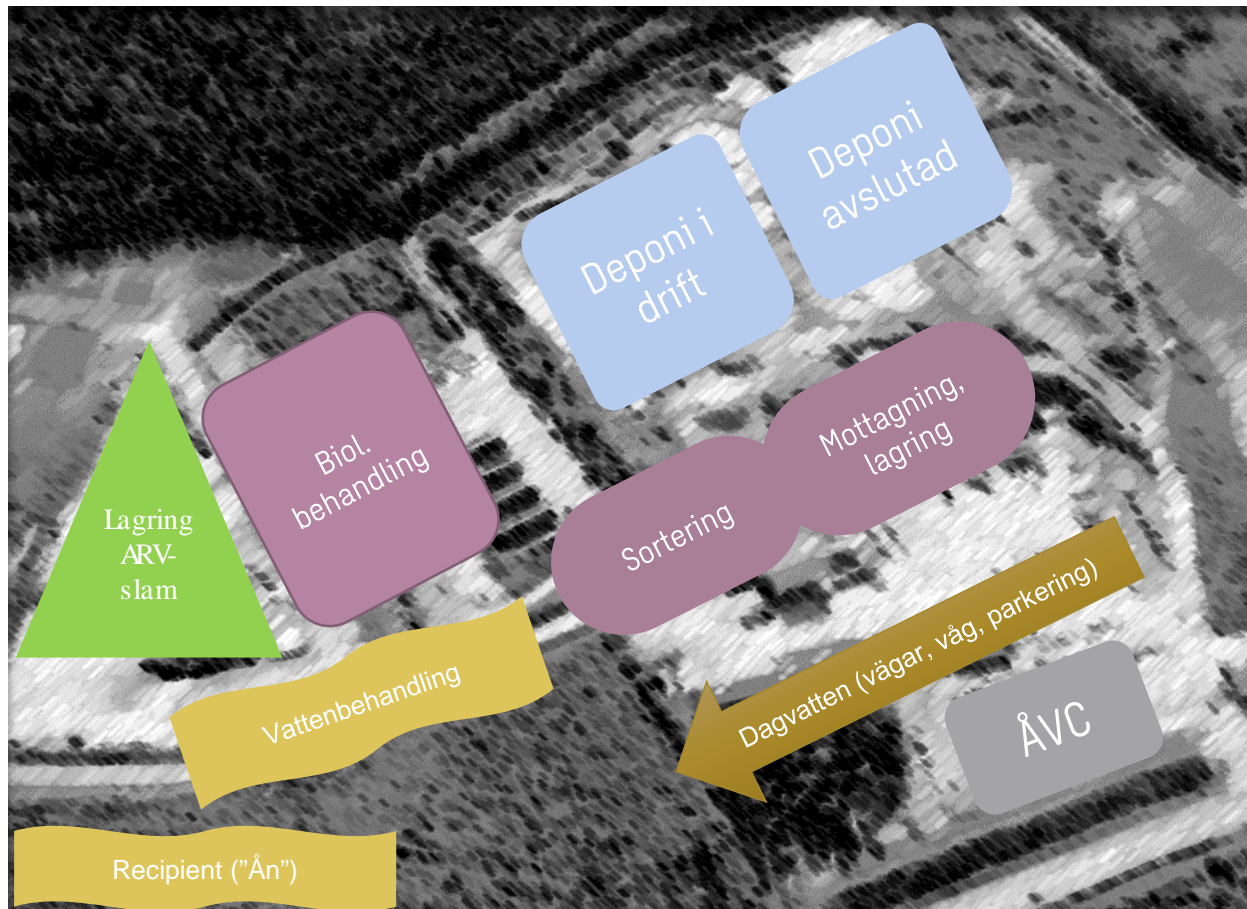 Deponi
avslutad
Deponi i
drift
Mottagning,
lagring
Biol.
behandling
Sortering
Lagring
ARV-
slam
Dagvatten (vägar, våg, parkering)
Vattenbehandling
ÅVC
Recipient (”Ån”)